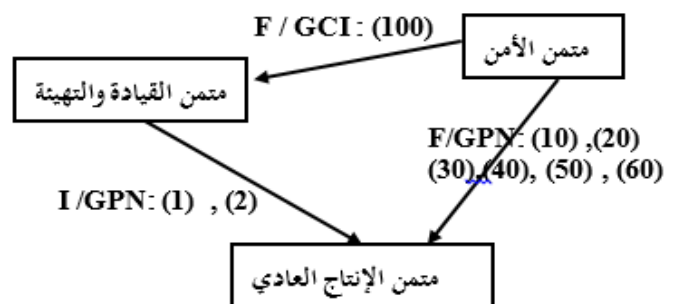 F / GCI : (100)
متمن الأمن
متمن القيادة والتهيئة
F/GPN: (10) ,(20)
(30),(40), (50) , (60)
I /GPN: (1) , (2)
متمن الإنتاج العادي